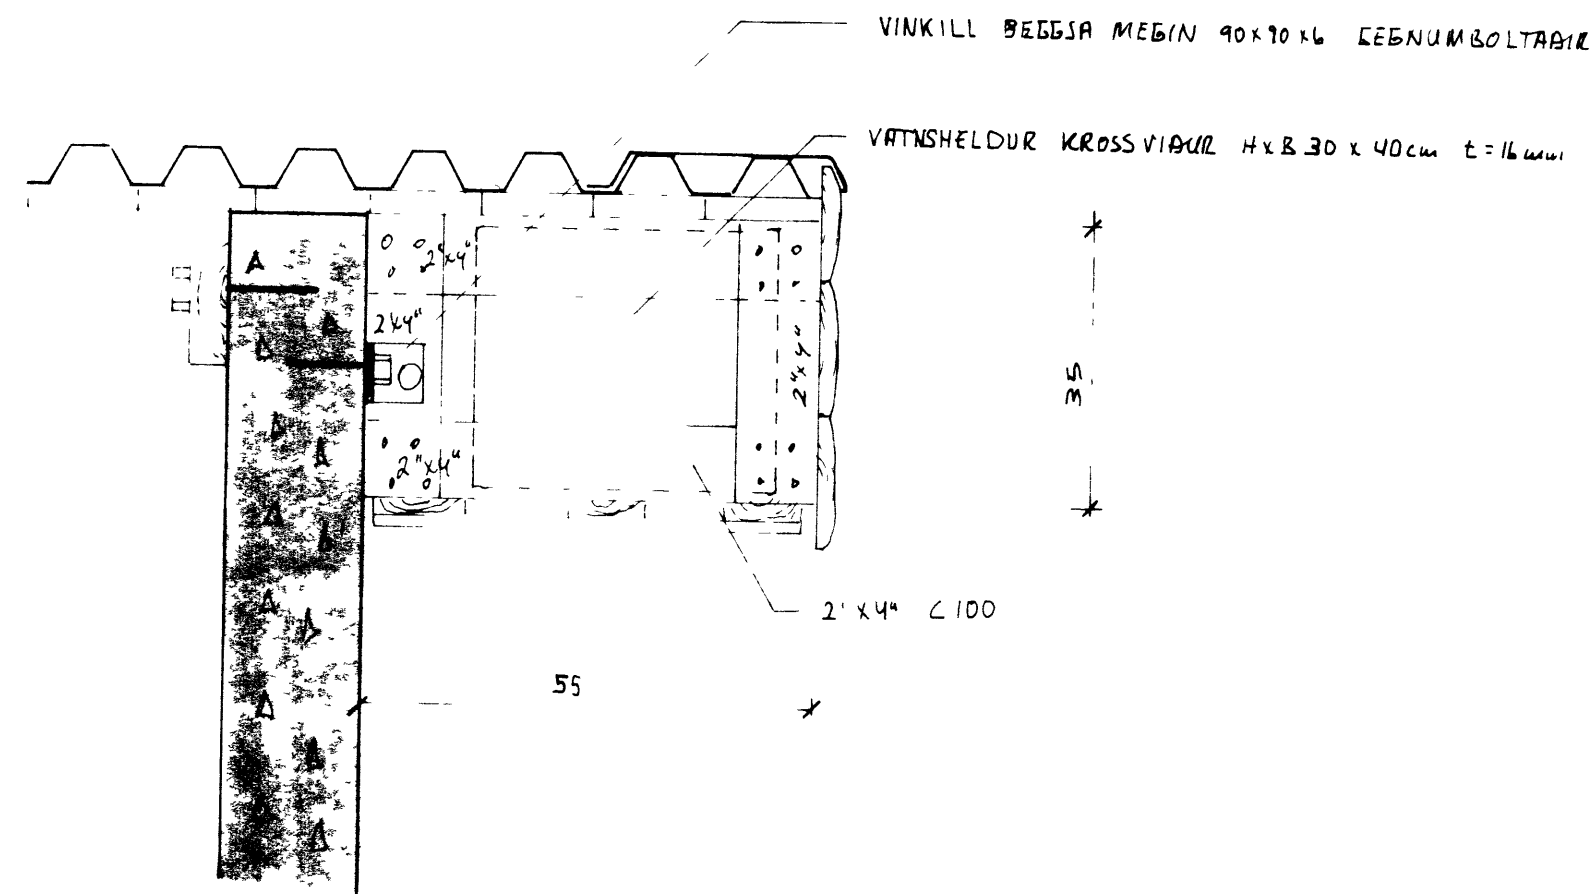 VINKILL BEGGJA MEGIN 90x90x6 GEGNUMBOLTAÐIR
VATNSHELDUR KROSSVIÐUR HxB 30 x 40cm t=16mm
2"x4"
2x4"
2"x4"
2"x4"
35
2' x4" C100
55